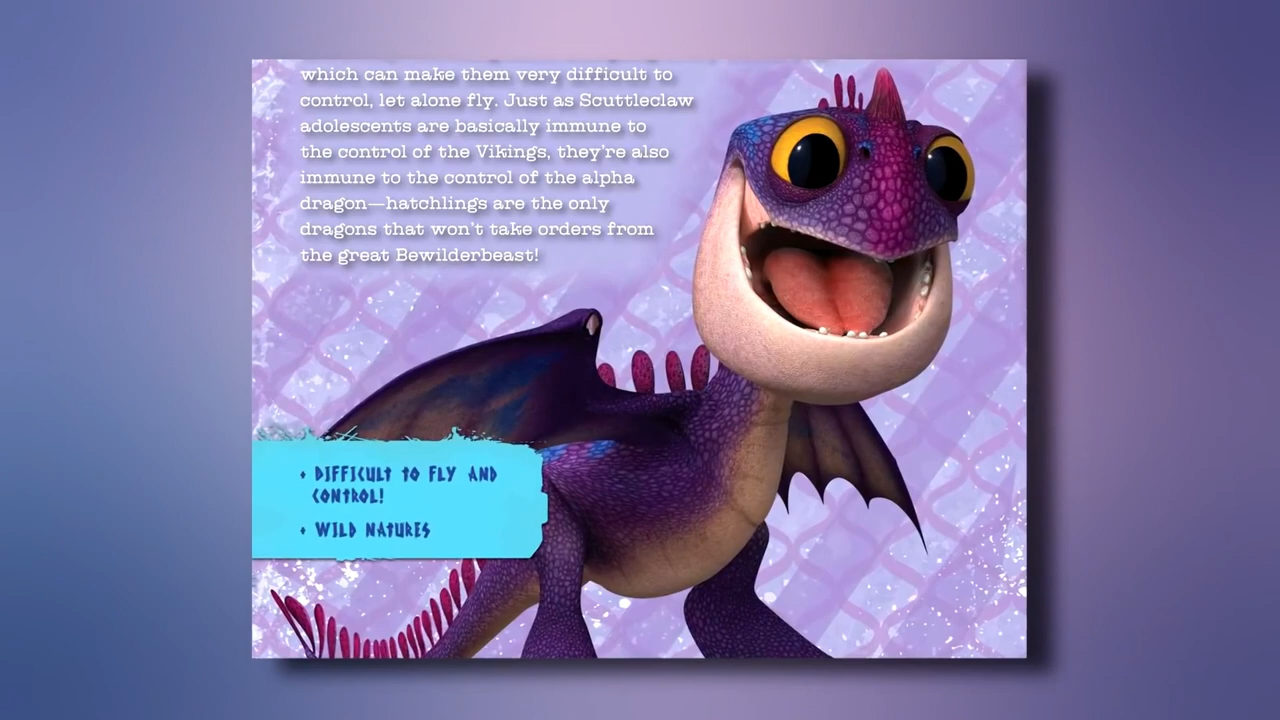 which can make them very difficult to
control, let alone fly. Just as Scuttleclaw
adolescents are basically immune to
the control of the Vikings, they're also
immune to the control of the alpha
dragon—hatchlings are the only
dragons that won't take orders from
the great Bewilderbeast!
• DIFFICULT TO FLY AND
CONTROL!
• WILD NATURES